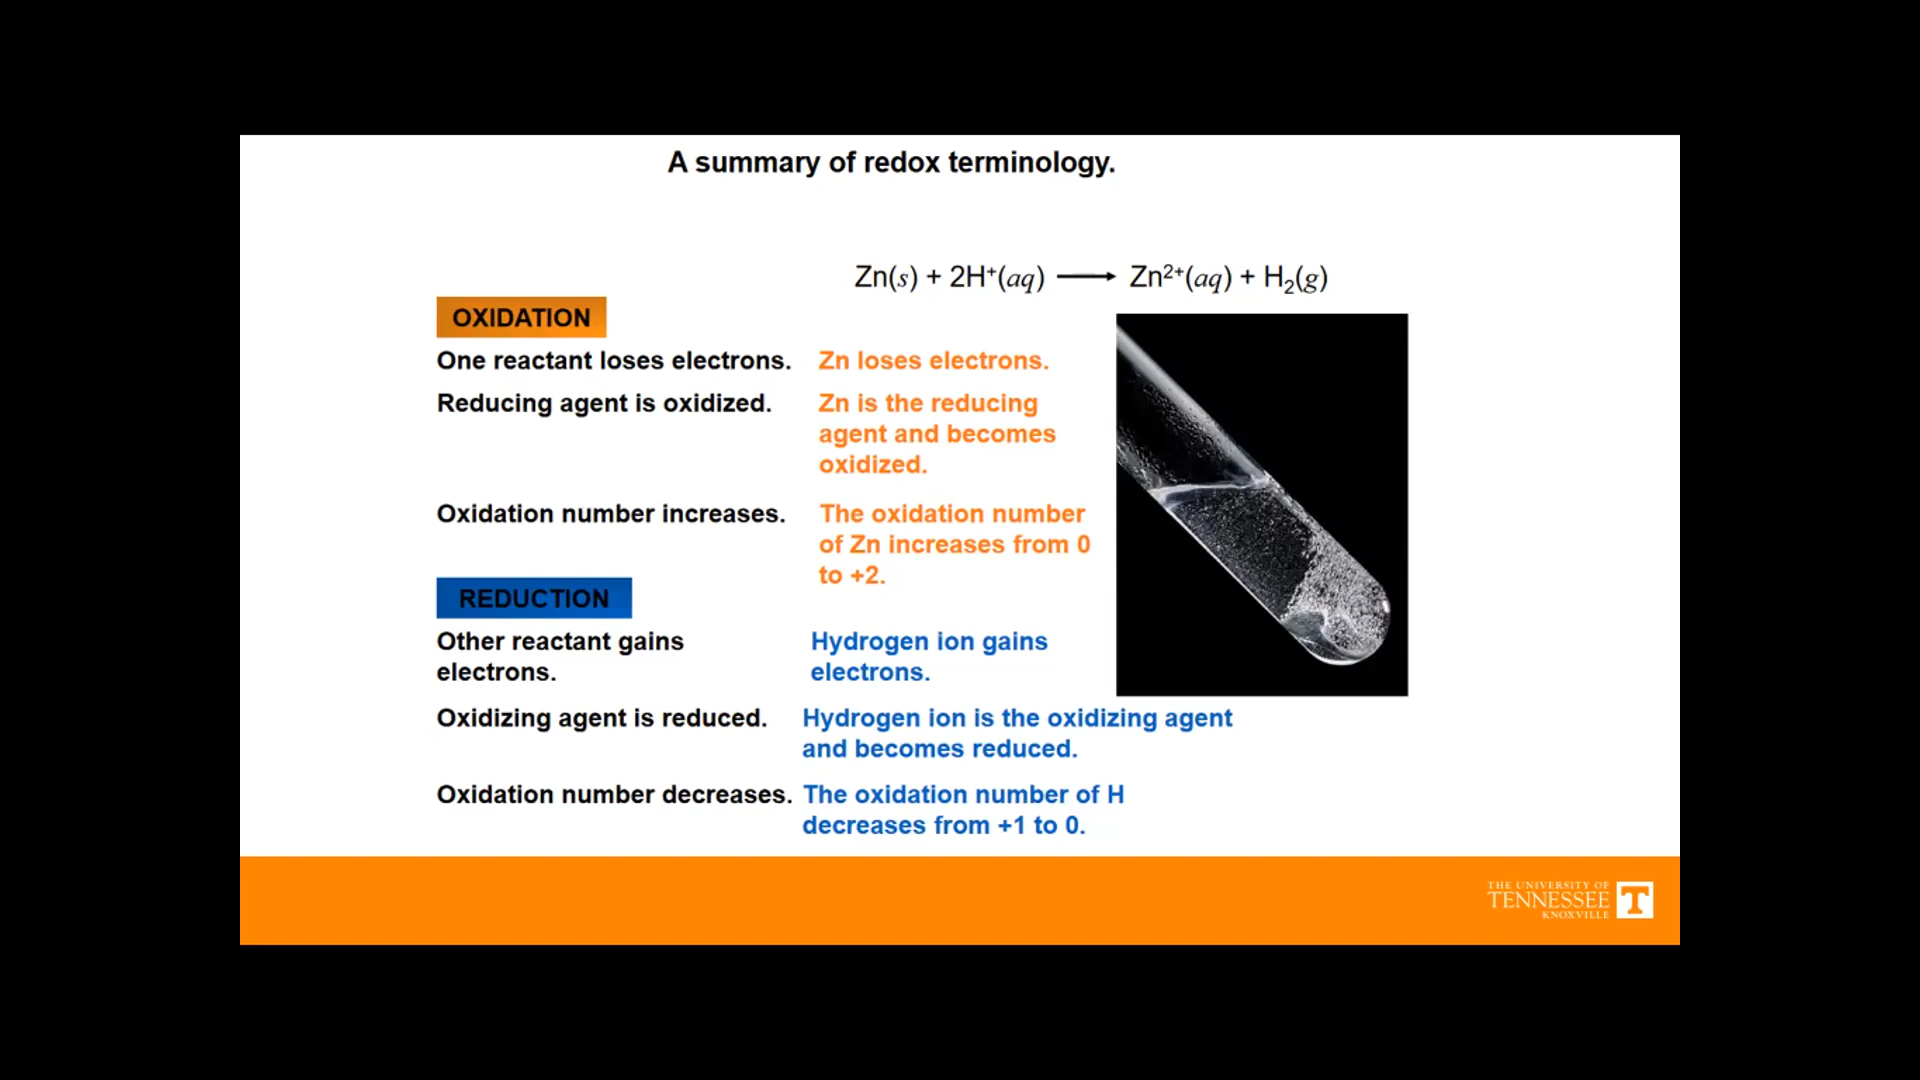 A summary of redox terminology.
Zn(s) + 2H⁺(aq) ⟶ Zn²⁺(aq) + H₂(g)
OXIDATION
One reactant loses electrons.
Zn loses electrons.
Reducing agent is oxidized.
Zn is the reducing
agent and becomes
oxidized.
Oxidation number increases.
The oxidation number
of Zn increases from 0
to +2.
REDUCTION
Other reactant gains
electrons.
Hydrogen ion gains
electrons.
Oxidizing agent is reduced.
Hydrogen ion is the oxidizing agent
and becomes reduced.
Oxidation number decreases.
The oxidation number of H
decreases from +1 to 0.
THE UNIVERSITY OF
TENNESSEE
KNOXVILLE
T